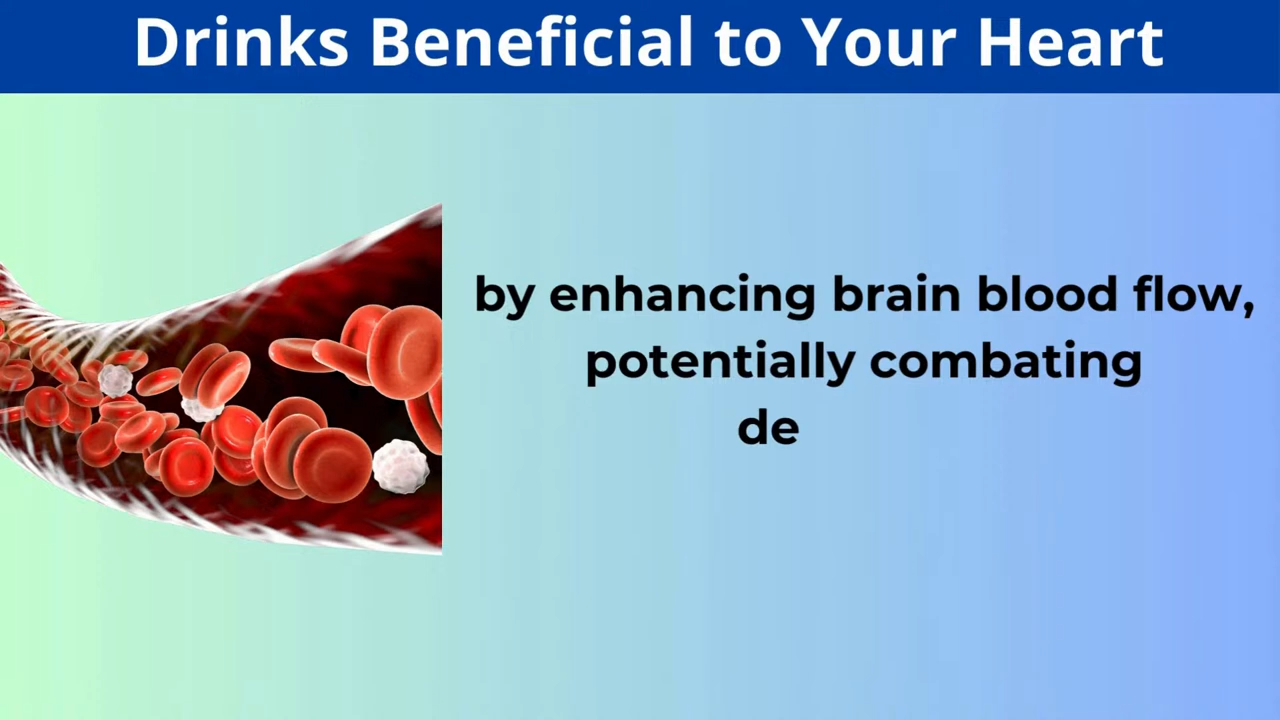 Drinks Beneficial to Your Heart
by enhancing brain blood flow,
potentially combating
de